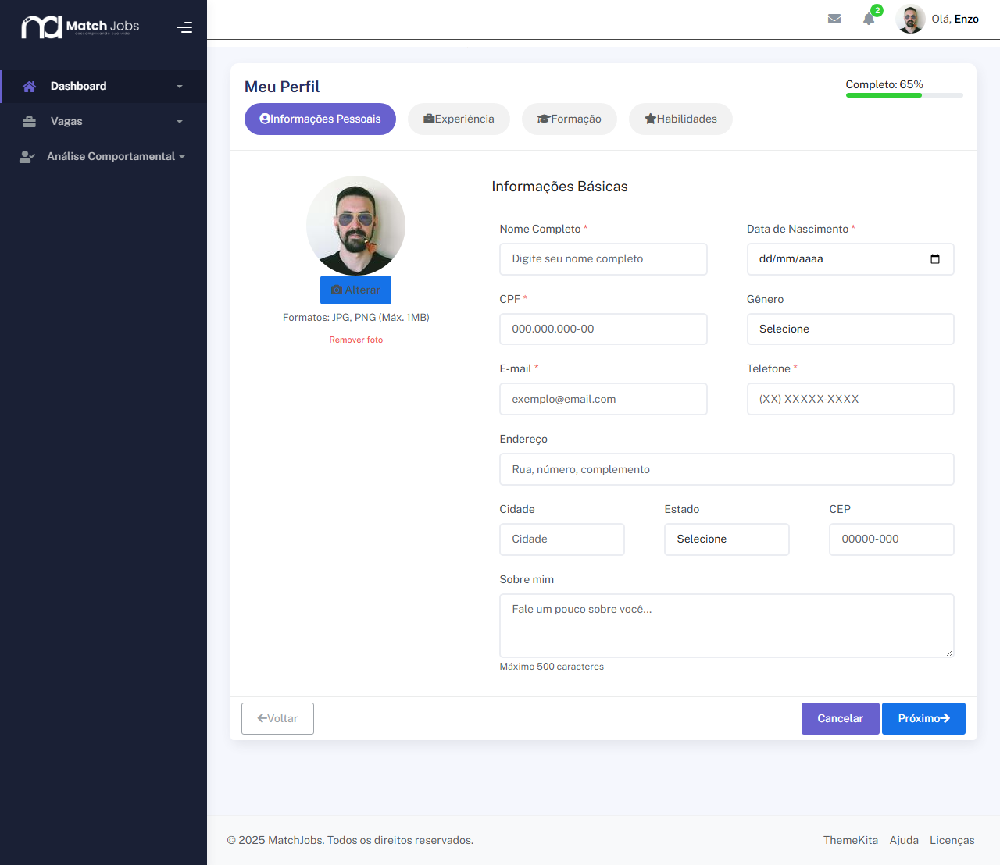 Match Jobs
descomplicando sua vida
2
Olá, Enzo
Dashboard
Vagas
Análise Comportamental
Meu Perfil
Completo: 65%
Informações Pessoais
Experiência
Formação
Habilidades
Alterar
Formatos: JPG, PNG (Máx. 1MB)
Remover foto
Informações Básicas
Nome Completo *
Data de Nascimento *
Digite seu nome completo
dd/mm/aaaa
CPF *
Gênero
000.000.000-00
Selecione
E-mail *
Telefone *
exemplo@email.com
(XX) XXXXX-XXXX
Endereço
Rua, número, complemento
Cidade
Estado
CEP
Cidade
Selecione
00000-000
Sobre mim
Fale um pouco sobre você...
Máximo 500 caracteres
Voltar
Cancelar
Próximo
© 2025 MatchJobs. Todos os direitos reservados.
ThemeKita
Ajuda
Licenças